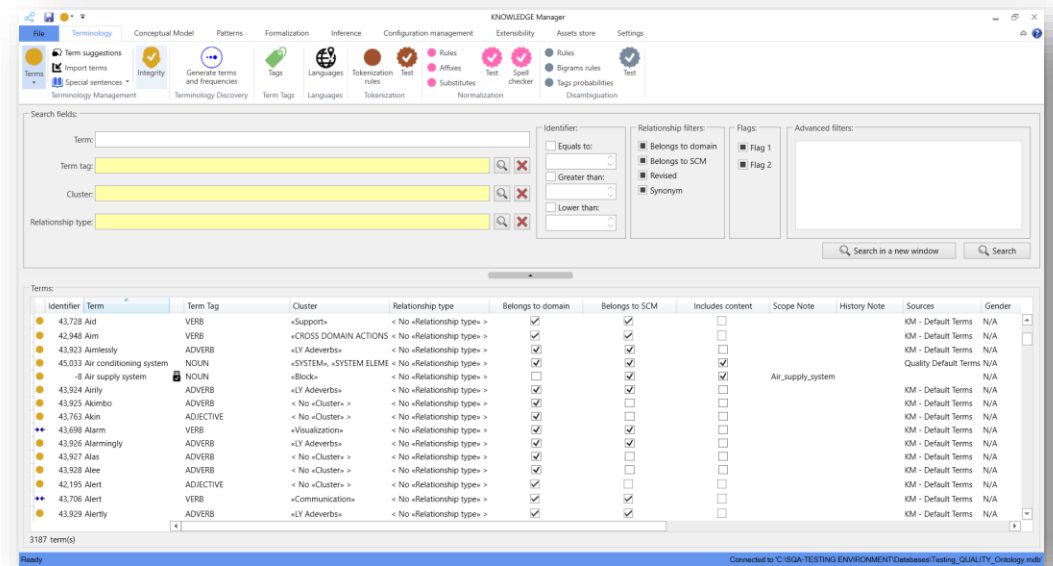 KNOWLEDGE Manager
File Terminology Conceptual Model Patterns Formalization Inference Configuration management Extensibility Assets store Settings
Terms
Term suggestions
Import terms
Special sentences
Integrity
Generate terms and frequencies
Tags
Languages
Tokenization rules
Test
Rules
Affixes
Substitutes
Test
Spell checker
Rules
Bigrams rules
Tags probabilities
Test
Terminology Management Terminology Discovery Term Tags Languages Tokenization Normalization Disambiguation
Search fields:
Term:
Term tag:
Cluster:
Relationship type:
Identifier:
Equals to:
Greater than:
Lower than:
Relationship filters:
Belongs to domain
Belongs to SCM
Revised
Synonym
Flags:
Flag 1
Flag 2
Advanced filters:
Search in a new window Search
Terms:
Identifier Term Term Tag Cluster Relationship type Belongs to domain Belongs to SCM Includes content Scope Note History Note Sources Gender
43,728 Aid VERB «Support» < No «Relationship type» > KM - Default Terms N/A
42,948 Aim VERB «CROSS DOMAIN ACTIONS < No «Relationship type» > KM - Default Terms N/A
43,923 Aimlessly ADVERB «LY Adeverbs» < No «Relationship type» > KM - Default Terms N/A
45,033 Air conditioning system NOUN «SYSTEM», «SYSTEM ELEME < No «Relationship type» > Quality Default Terms N/A
-8 Air supply system NOUN «Block» < No «Relationship type» > Air_supply_system N/A
43,924 Airily ADVERB «LY Adeverbs» < No «Relationship type» > KM - Default Terms N/A
43,925 Akimbo ADVERB < No «Cluster» > < No «Relationship type» > KM - Default Terms N/A
43,763 Akin ADJECTIVE < No «Cluster» > < No «Relationship type» > KM - Default Terms N/A
43,698 Alarm VERB «Visualization» < No «Relationship type» > KM - Default Terms N/A
43,926 Alarmingly ADVERB «LY Adeverbs» < No «Relationship type» > KM - Default Terms N/A
43,927 Alas ADVERB < No «Cluster» > < No «Relationship type» > KM - Default Terms N/A
43,928 Alee ADVERB < No «Cluster» > < No «Relationship type» > KM - Default Terms N/A
42,195 Alert ADJECTIVE < No «Cluster» > < No «Relationship type» > KM - Default Terms N/A
43,706 Alert VERB «Communication» < No «Relationship type» > KM - Default Terms N/A
43,929 Alertly ADVERB «LY Adeverbs» < No «Relationship type» > KM - Default Terms N/A
3187 term(s)
Ready Connected to 'C:\SQA-TESTING ENVIRONMENT\Databases\Testing_QUALITY_Ontology.mdb'